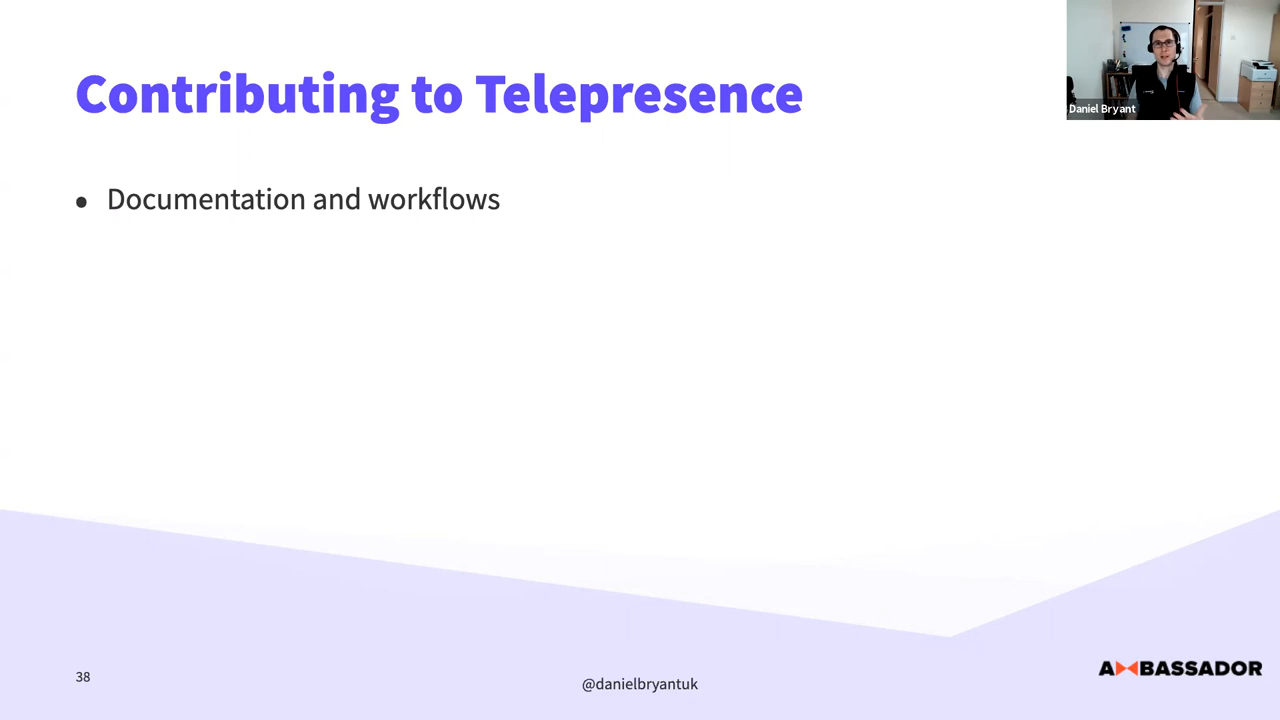 Contributing to Telepresence
Daniel Bryant
• Documentation and workflows
38
@danielbryantuk
AMBASSADOR